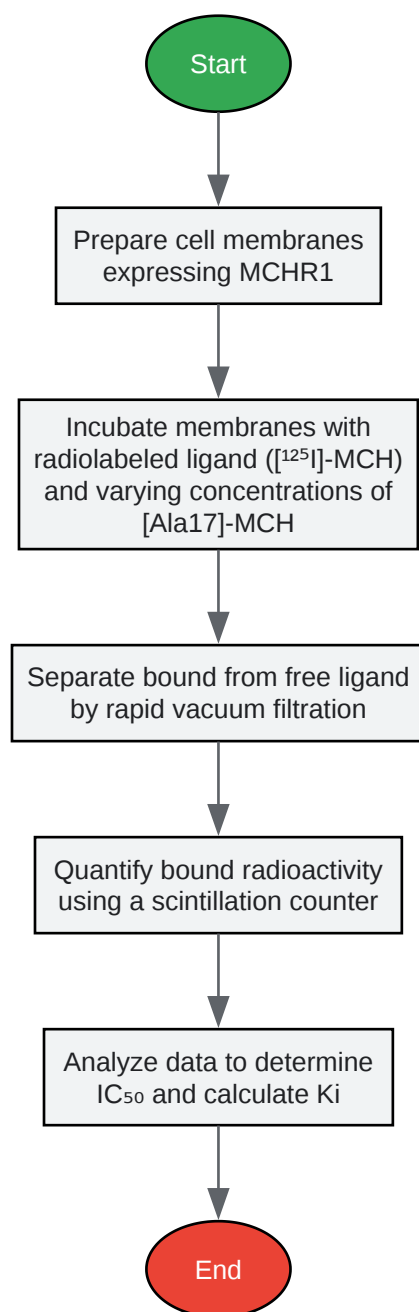 Start
Prepare cell membranes
expressing MCHR1
Incubate membranes with
radiolabeled ligand ([¹²⁵I]-MCH)
and varying concentrations of
[Ala17]-MCH
Separate bound from free ligand
by rapid vacuum filtration
Quantify bound radioactivity
using a scintillation counter
Analyze data to determine
IC₅₀ and calculate Ki
End